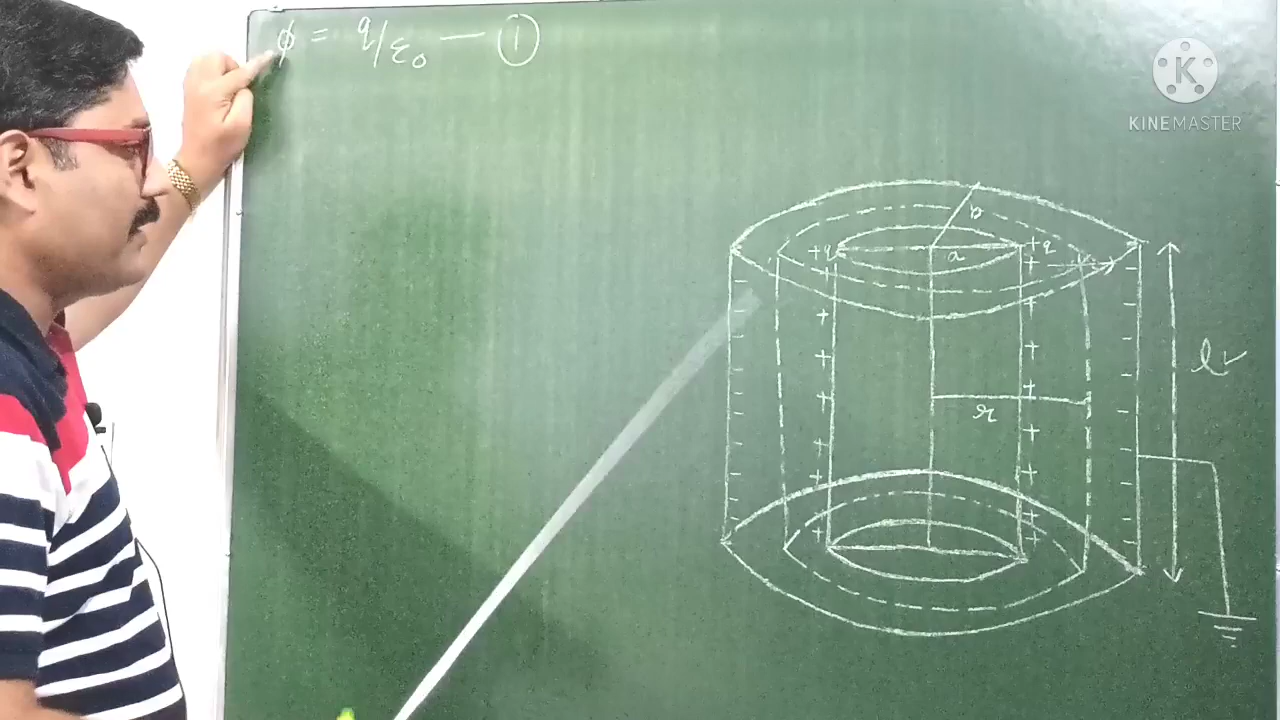 ϕ = q/ε₀ — ①
K
KINEMASTER
b
+q +q
a
l
r